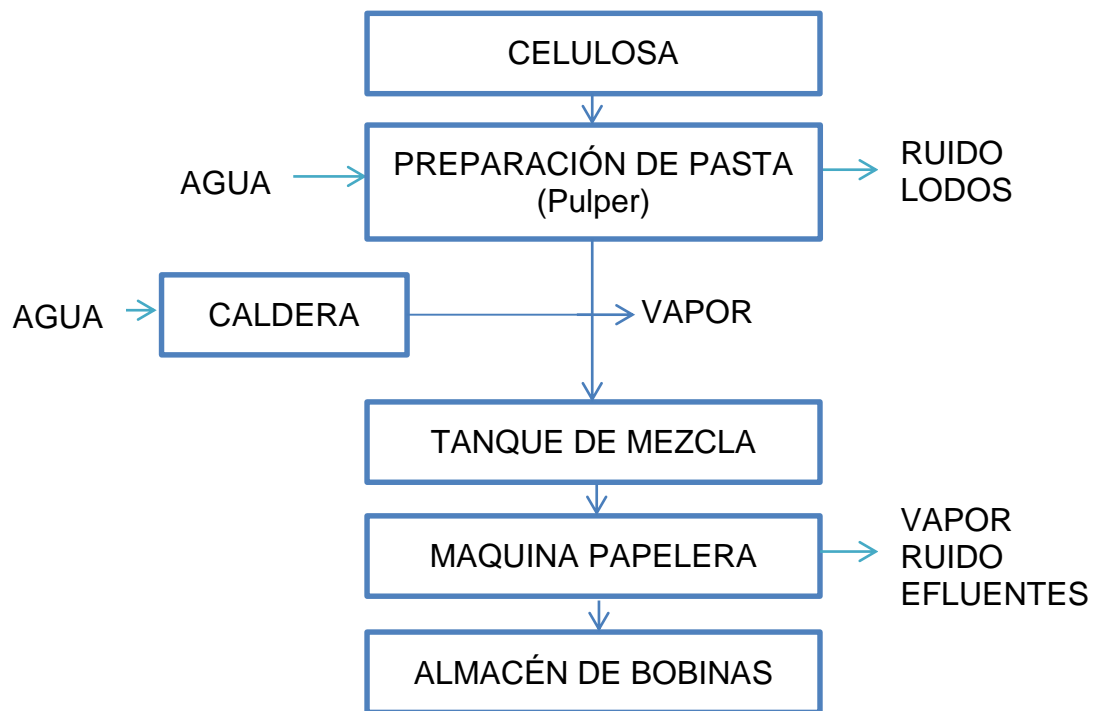 CELULOSA
AGUA
PREPARACIÓN DE PASTA
(Pulper)
RUIDO
LODOS
AGUA
CALDERA
VAPOR
TANQUE DE MEZCLA
MAQUINA PAPELERA
VAPOR
RUIDO
EFLUENTES
ALMACÉN DE BOBINAS